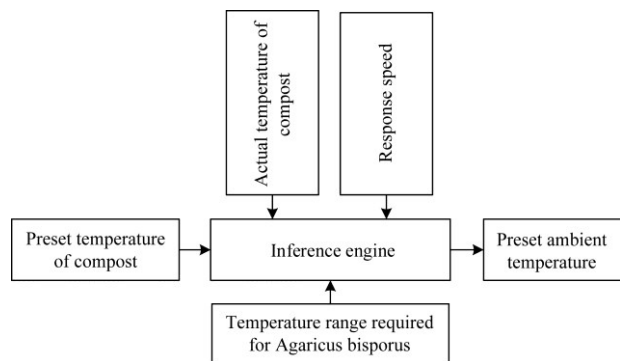 Actual temperature of
compost
Response speed
Preset temperature
of compost
Inference engine
Preset ambient
temperature
Temperature range required
for Agaricus bisporus